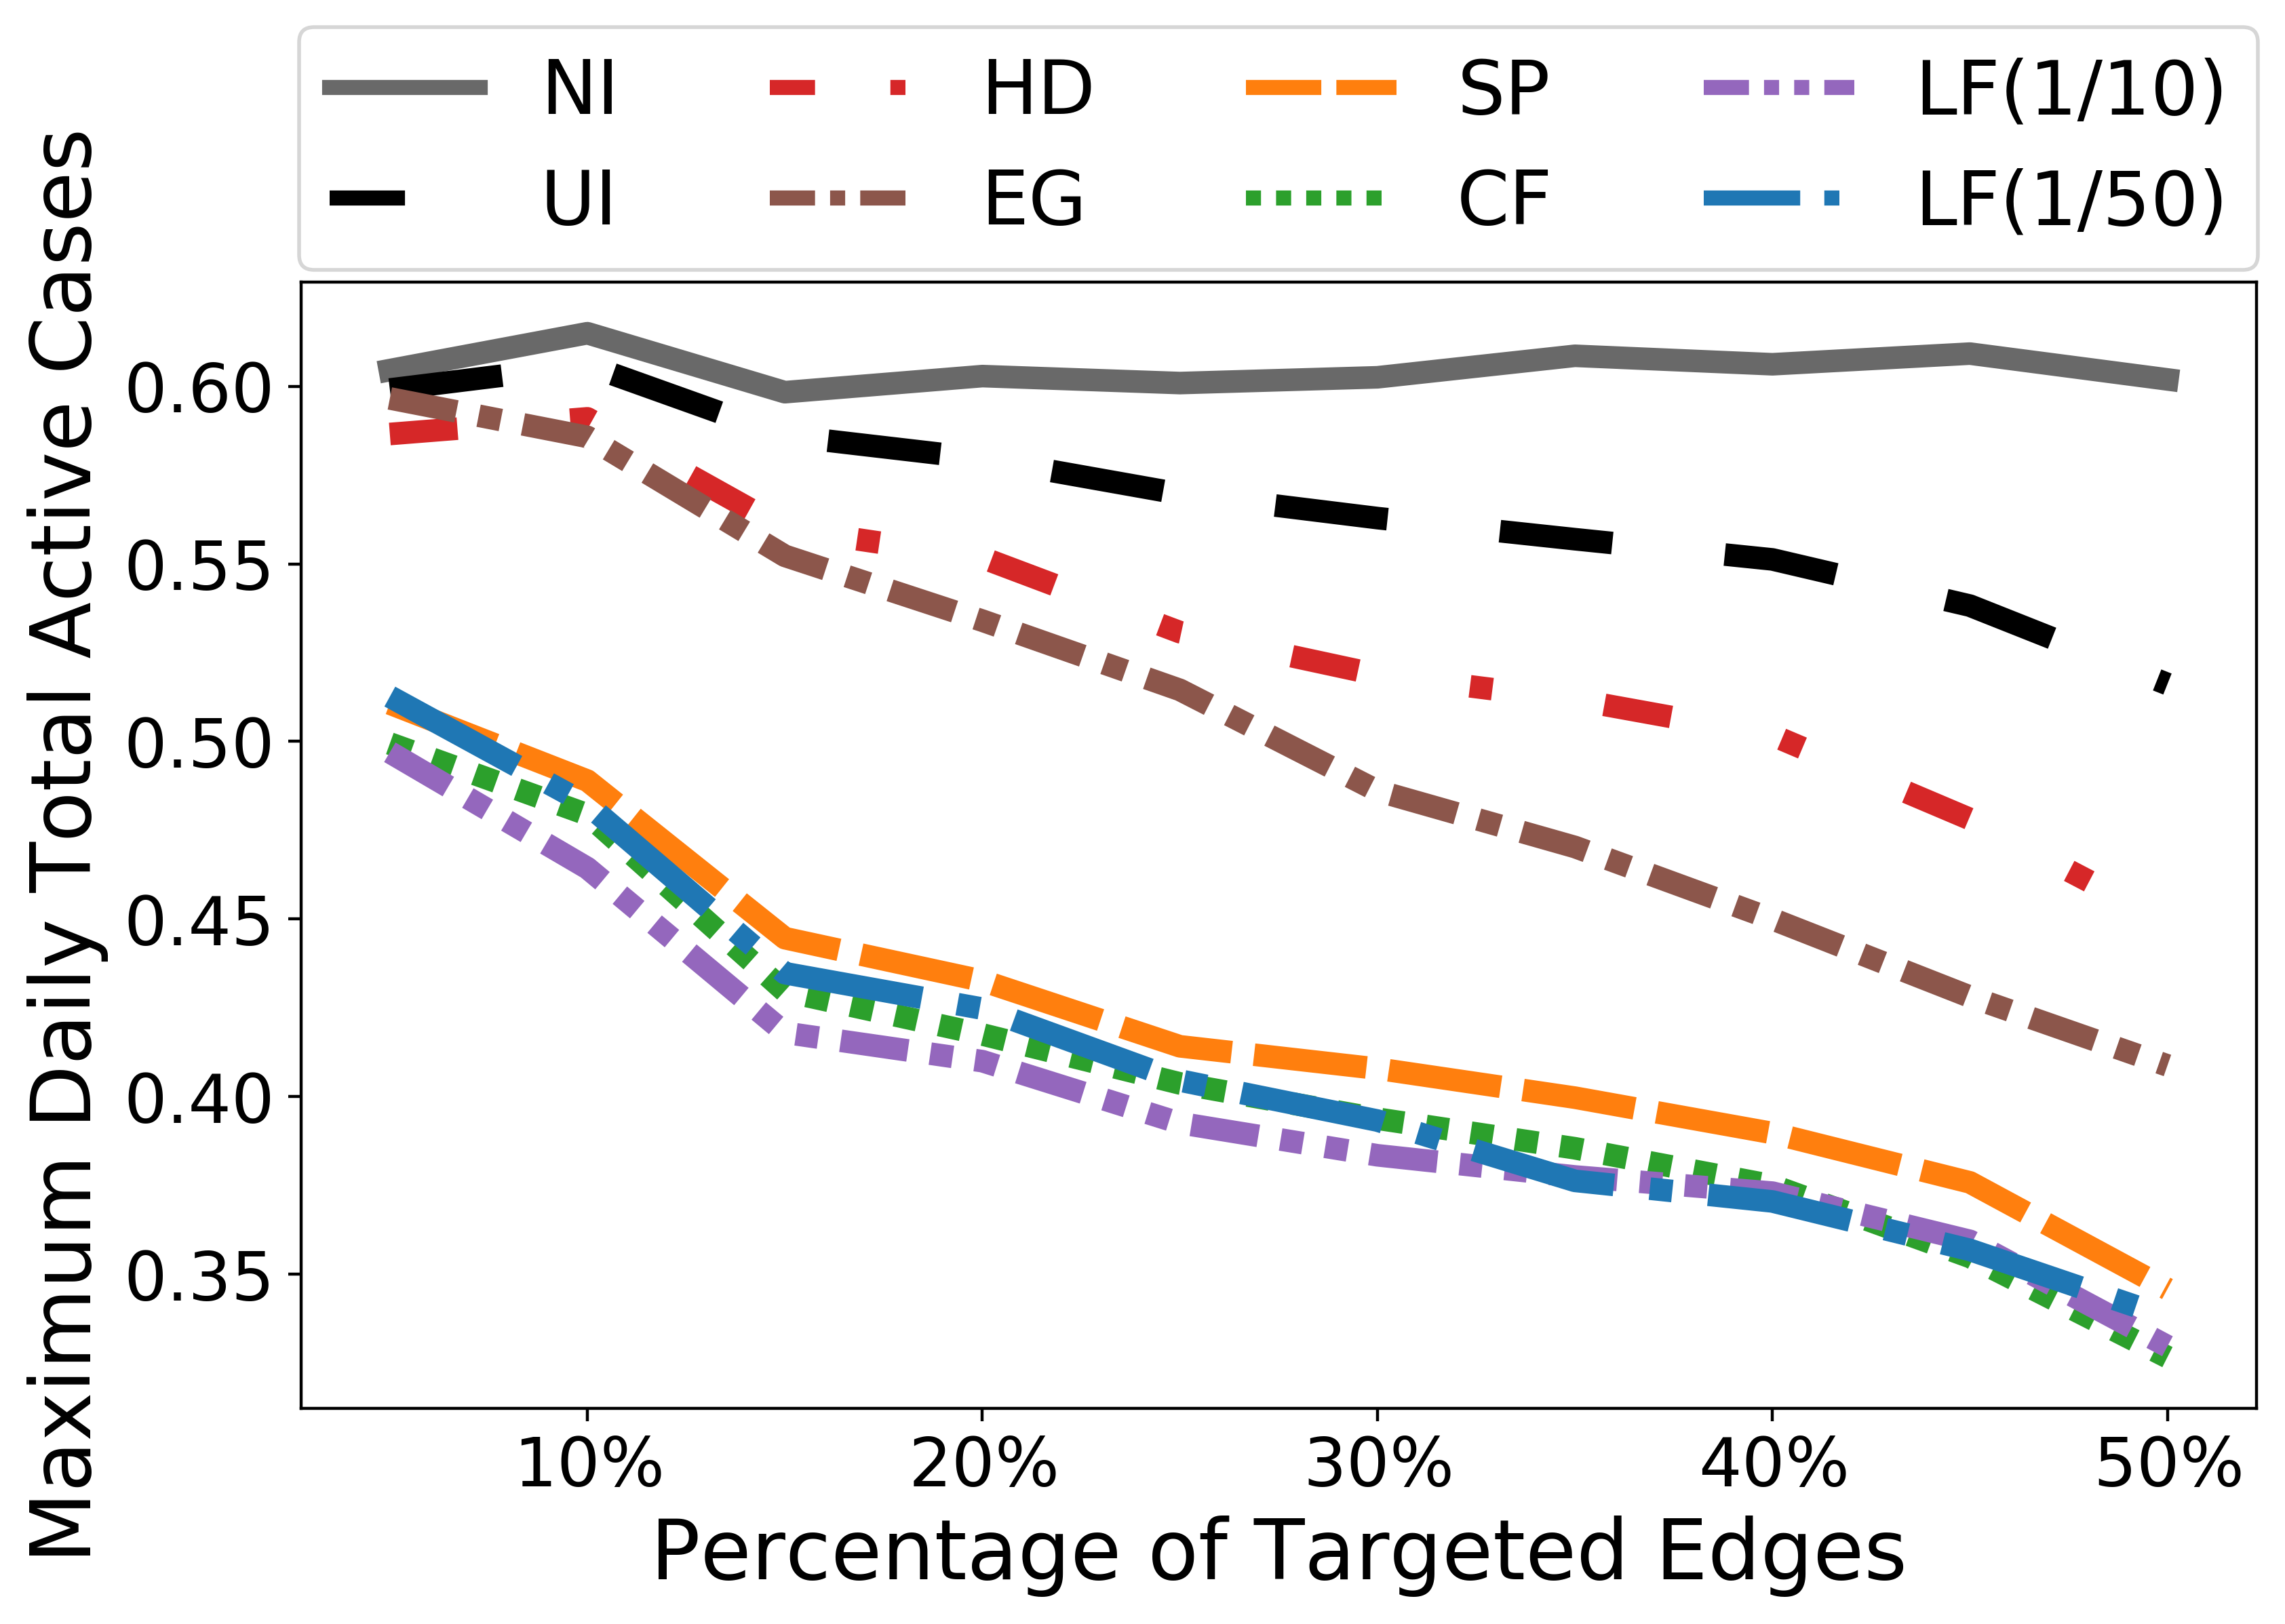 NI HD SP LF(1/10)
UI EG CF LF(1/50)
Maximum Daily Total Active Cases
0.60
0.55
0.50
0.45
0.40
0.35
10% 20% 30% 40% 50%
Percentage of Targeted Edges